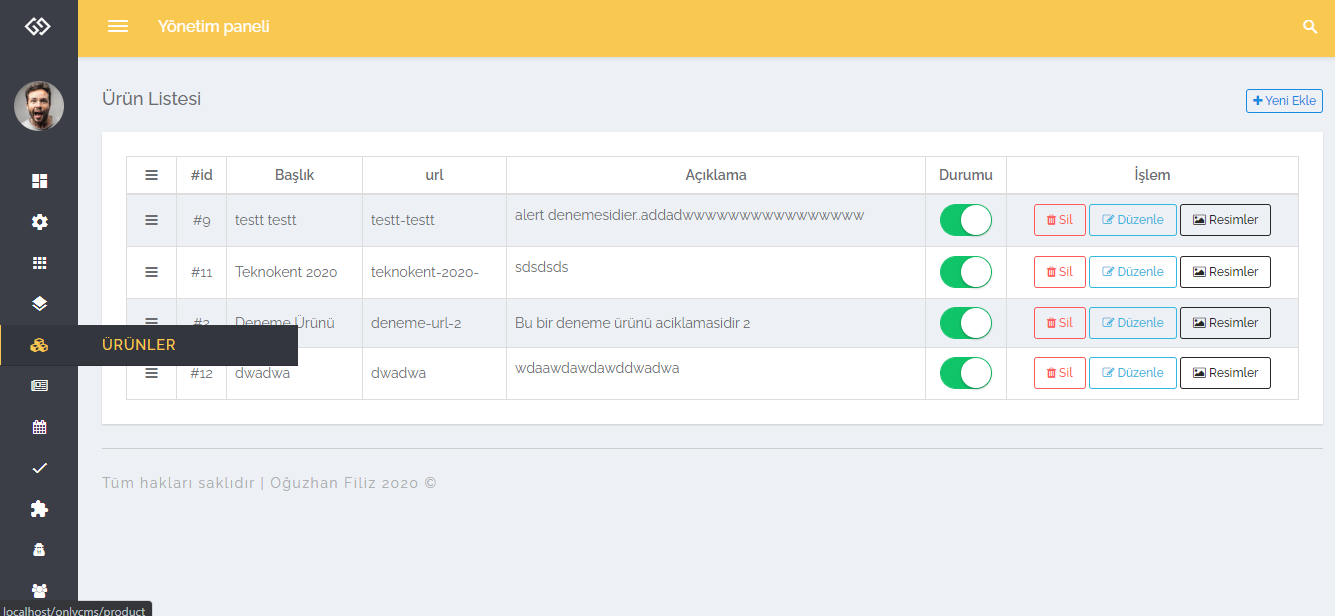 Yönetim paneli
Ürün Listesi
Yeni Ekle
#id Başlık url Açıklama Durumu İşlem
#9 testt testt testt-testt alert denemesidier..addadwwwwwwwwwwwwwwww Sil Düzenle Resimler
#11 Teknokent 2020 teknokent-2020- sdsdsds Sil Düzenle Resimler
#2 Deneme Ürünü deneme-url-2 Bu bir deneme ürünü aciklamasidir 2 Sil Düzenle Resimler
ÜRÜNLER
#12 dwadwa dwadwa wdaawdawdawddwadwa Sil Düzenle Resimler
Tüm hakları saklıdır | Oğuzhan Filiz 2020 ©
localhost/onlycms/product